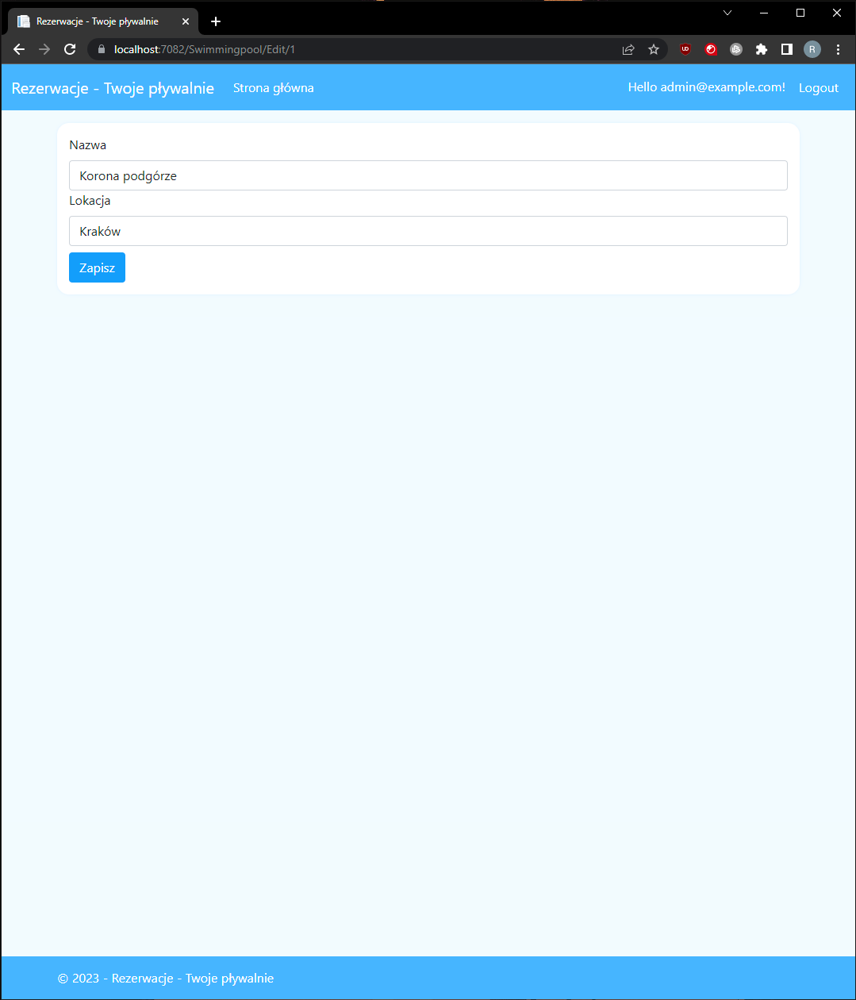 Rezerwacje - Twoje pływalnie
localhost:7082/Swimmingpool/Edit/1
R
Rezerwacje - Twoje pływalnie Strona główna Hello admin@example.com! Logout
Nazwa
Korona podgórze
Lokacja
Kraków
Zapisz
© 2023 - Rezerwacje - Twoje pływalnie